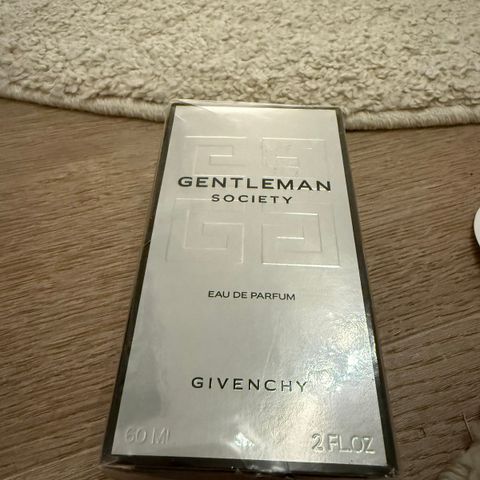 GENTLEMAN
SOCIETY
EAU DE PARFUM
GIVENCHY
60 ML 2 FL.OZ